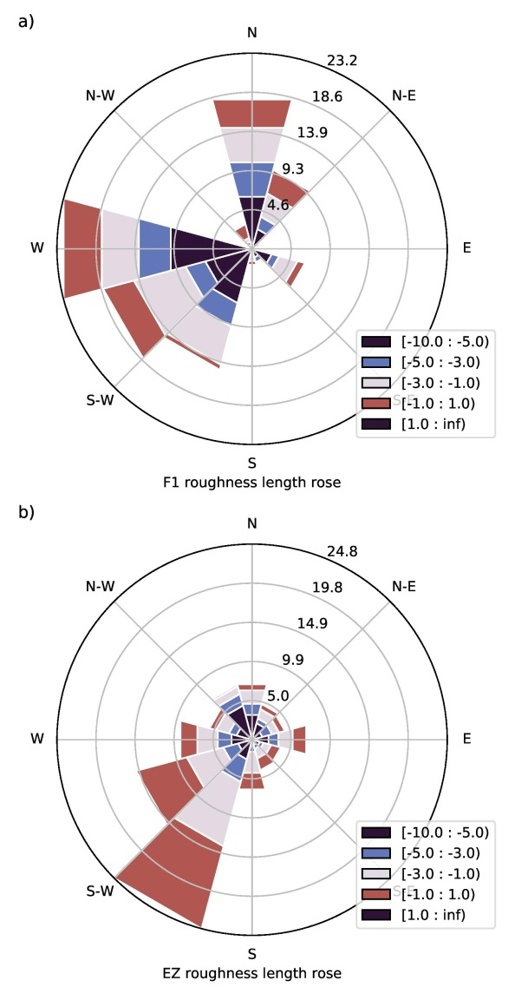 a)
N
23.2
N-W
18.6
N-E
13.9
9.3
4.6
W
E
[-10.0 : -5.0)
[-5.0 : -3.0)
[-3.0 : -1.0)
S-W
[-1.0 : 1.0)
S-E
[1.0 : inf)
S
F1 roughness length rose
b)
N
24.8
N-W
19.8
N-E
14.9
9.9
5.0
W
E
[-10.0 : -5.0)
[-5.0 : -3.0)
[-3.0 : -1.0)
S-W
[-1.0 : 1.0)
S-E
[1.0 : inf)
S
EZ roughness length rose